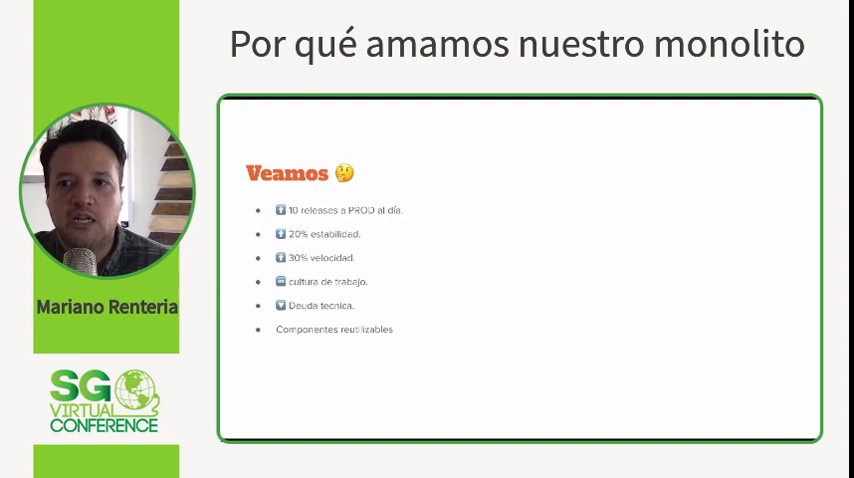 Por qué amamos nuestro monolito
Veamos 🤔
• ⬆️ 10 releases a PROD al día.
• ⬆️ 20% estabilidad.
• ⬆️ 30% velocidad.
• cultura de trabajo.
• 🔽 Deuda tecnica.
• Componentes reutilizables
Mariano Renteria
SG
VIRTUAL
CONFERENCE